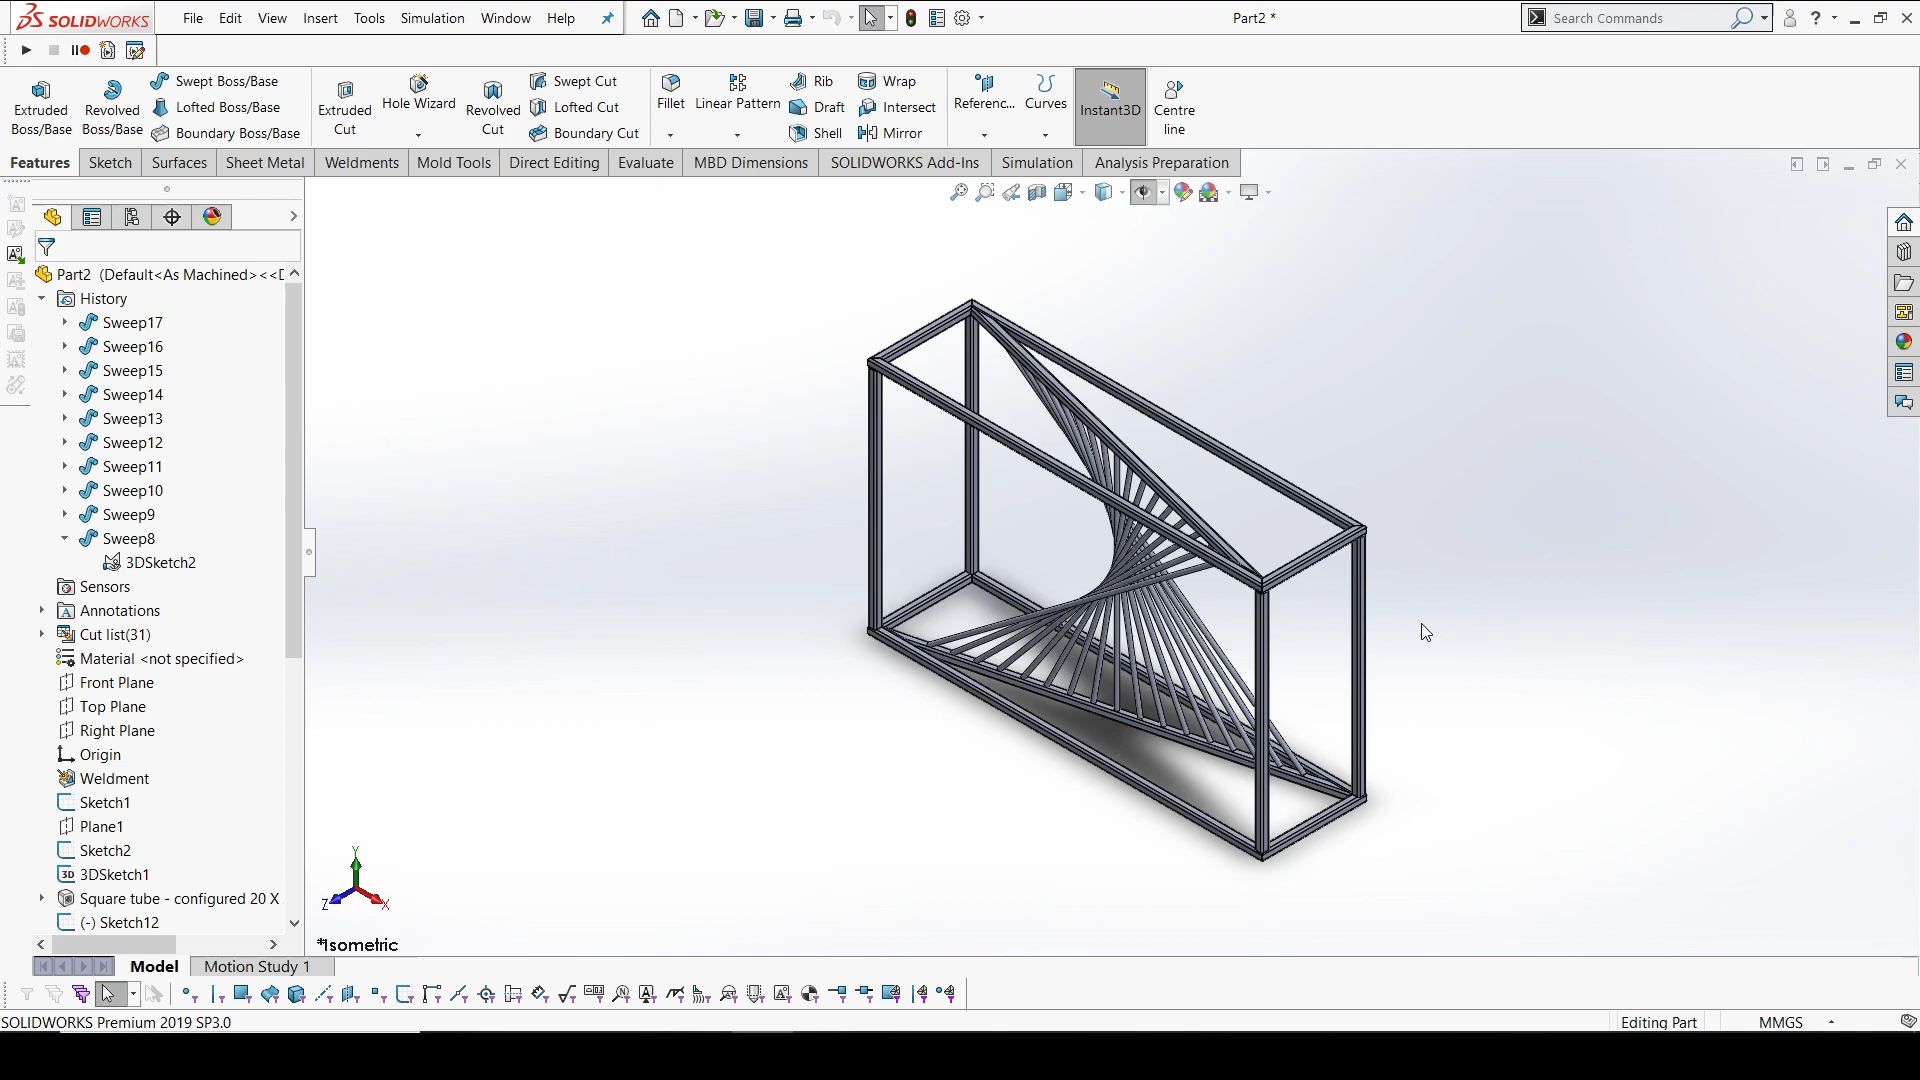 SOLIDWORKS File Edit View Insert Tools Simulation Window Help Part2 * Search Commands
Extruded Boss/Base
Revolved Boss/Base
Swept Boss/Base
Lofted Boss/Base
Boundary Boss/Base
Extruded Cut
Hole Wizard
Revolved Cut
Swept Cut
Lofted Cut
Boundary Cut
Fillet
Linear Pattern
Rib
Draft
Shell
Wrap
Intersect
Mirror
Referenc...
Curves
Instant3D
Centre line
Features Sketch Surfaces Sheet Metal Weldments Mold Tools Direct Editing Evaluate MBD Dimensions SOLIDWORKS Add-Ins Simulation Analysis Preparation
Part2 (Default<As Machined><<D
History
Sweep17
Sweep16
Sweep15
Sweep14
Sweep13
Sweep12
Sweep11
Sweep10
Sweep9
Sweep8
3DSketch2
Sensors
Annotations
Cut list(31)
Material <not specified>
Front Plane
Top Plane
Right Plane
Origin
Weldment
Sketch1
Plane1
Sketch2
3D 3DSketch1
Square tube - configured 20 X
(-) Sketch12
Y
Z X
*Isometric
Model Motion Study 1
SOLIDWORKS Premium 2019 SP3.0 Editing Part MMGS